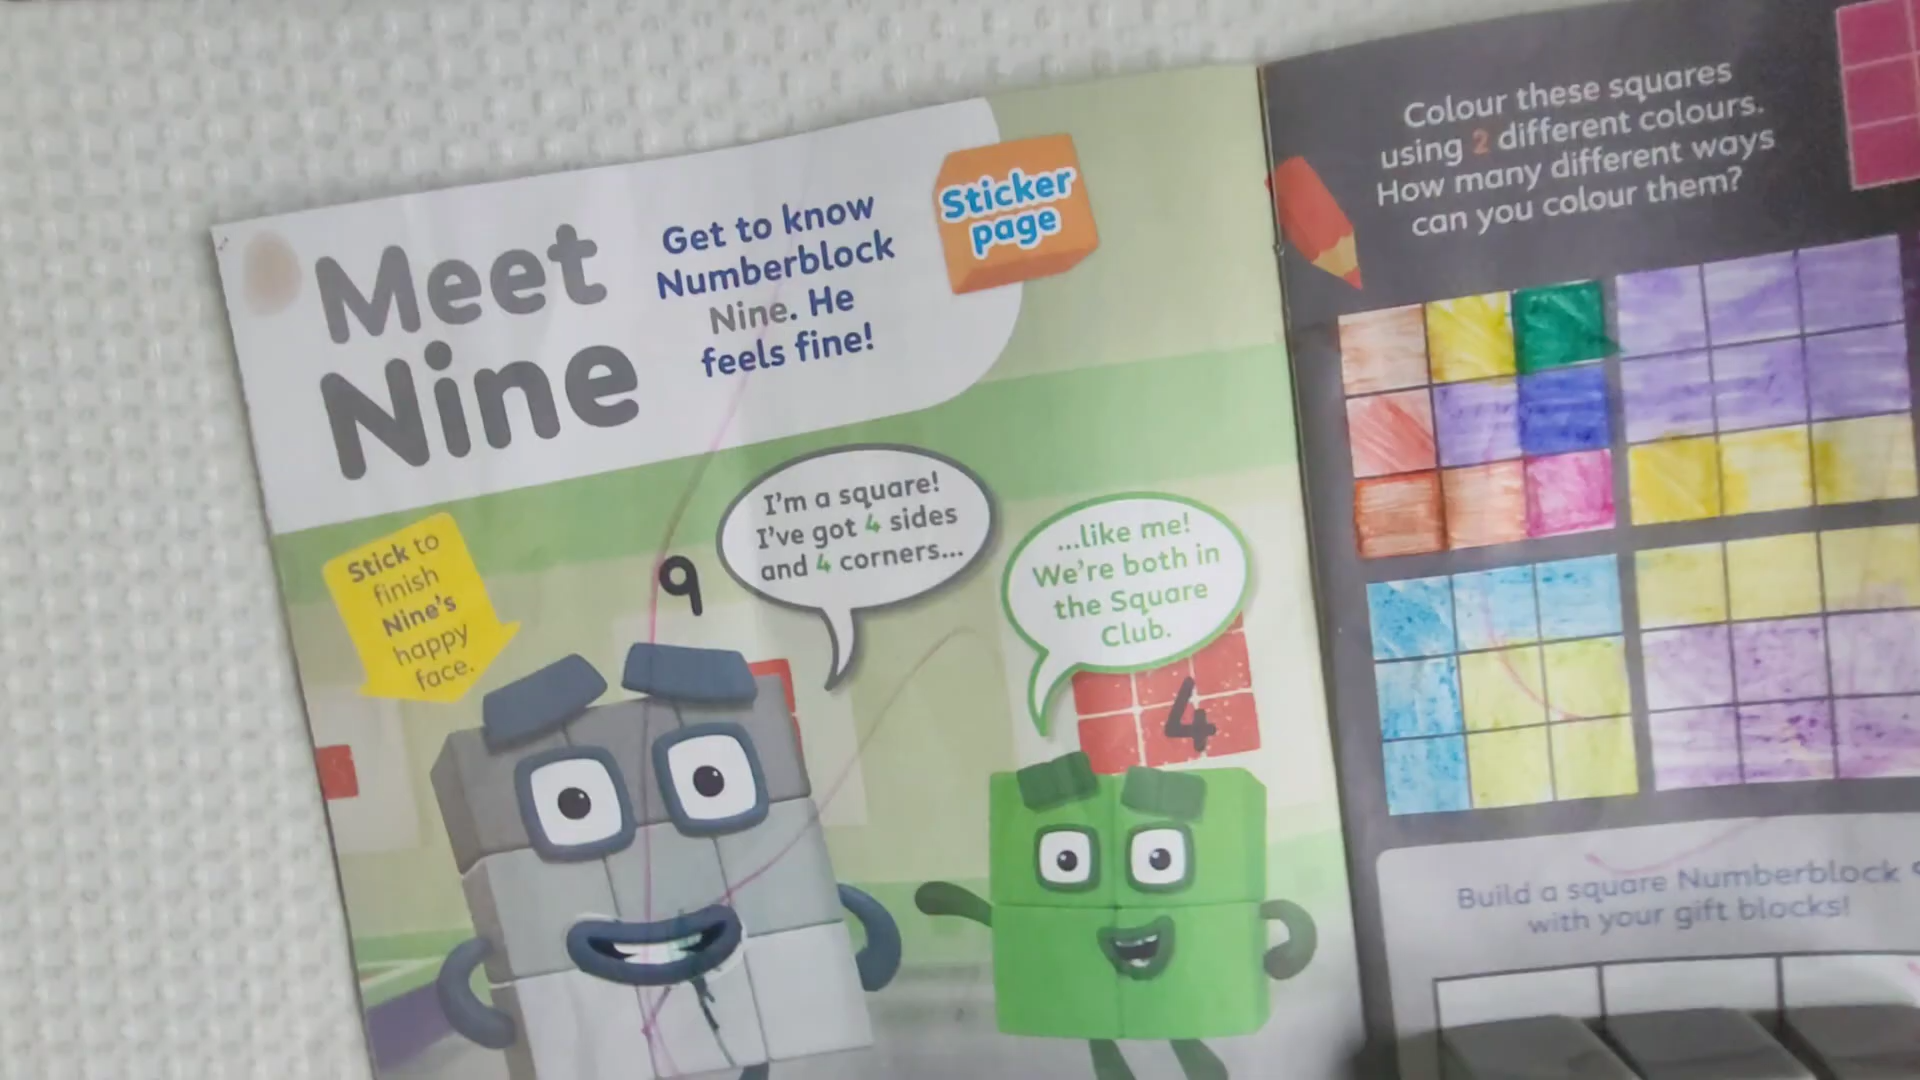 Meet
Nine
Get to know
Numberblock
Nine. He
feels fine!
Sticker
page
Stick to
finish
Nine's
happy
face.
9
I'm a square!
I've got 4 sides
and 4 corners...
...like me!
We're both in
the Square
Club.
4
Colour these squares
using 2 different colours.
How many different ways
can you colour them?
Build a square Numberblock
with your gift blocks!